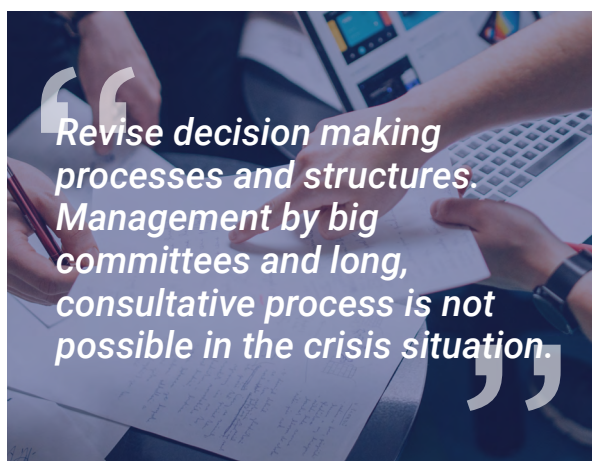 Revise decision making
processes and structures.
Management by big
committees and long,
consultative process is not
possible in the crisis situation.